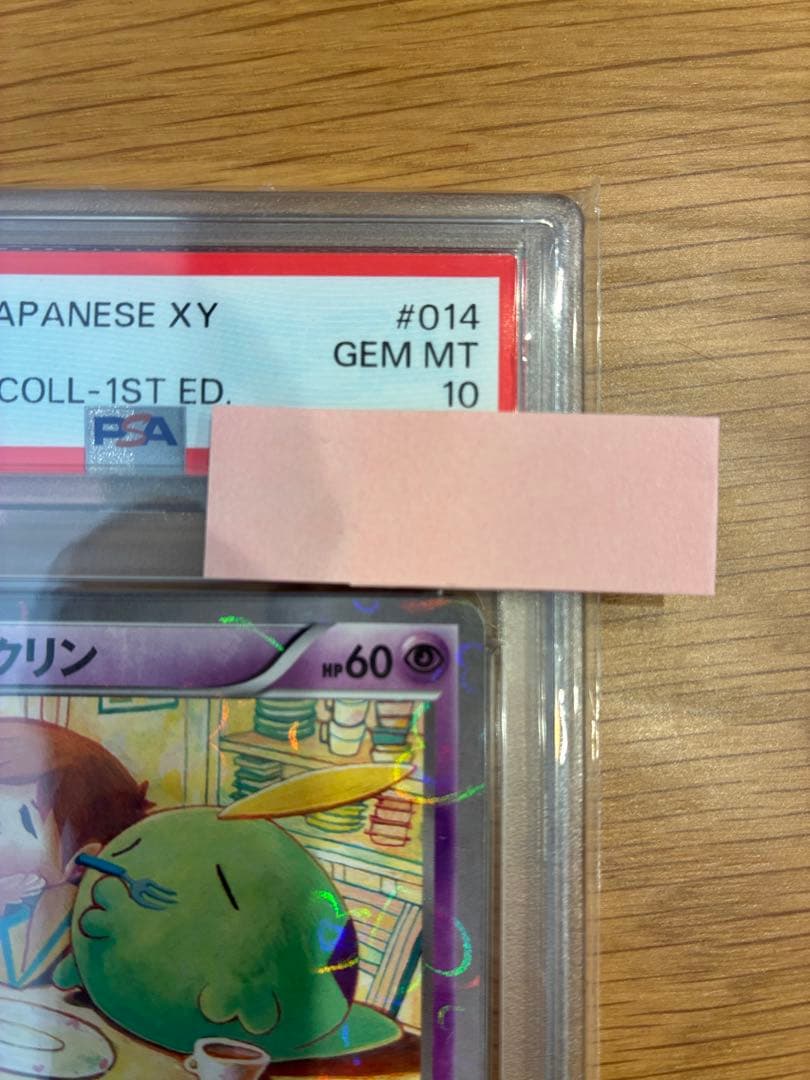 APANESE XY #014
GEM MT
COLL-1ST ED. 10
PSA
クリン HP60